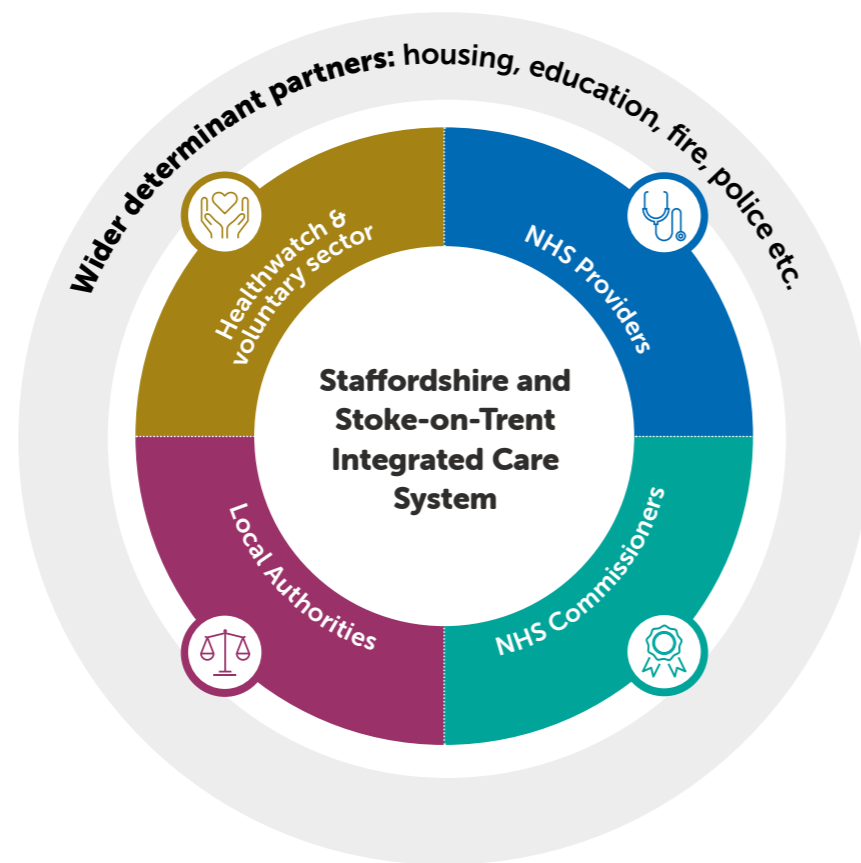 Wider determinant partners: housing, education, fire, police etc.
Healthwatch &
voluntary sector
NHS Providers
Staffordshire and
Stoke-on-Trent
Integrated Care
System
Local Authorities
NHS Commissioners